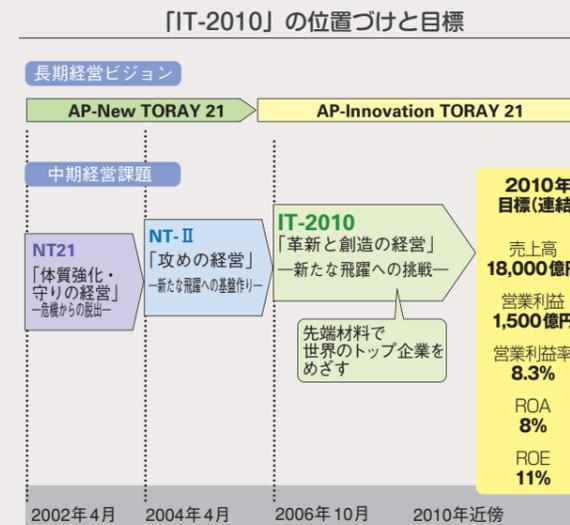 「IT-2010」の位置づけと目標
長期経営ビジョン
AP-New TORAY 21
AP-Innovation TORAY 21
中期経営課題
NT21
「体質強化・
守りの経営」
―危機からの脱出―
NT-Ⅱ
「攻めの経営」
―新たな飛躍への基盤作り―
IT-2010
「革新と創造の経営」
―新たな飛躍への挑戦―
先端材料で
世界のトップ企業を
めざす
2010年
目標(連結
売上高
18,000億円
営業利益
1,500億円
営業利益率
8.3%
ROA
8%
ROE
11%
2002年4月
2004年4月
2006年10月
2010年近傍